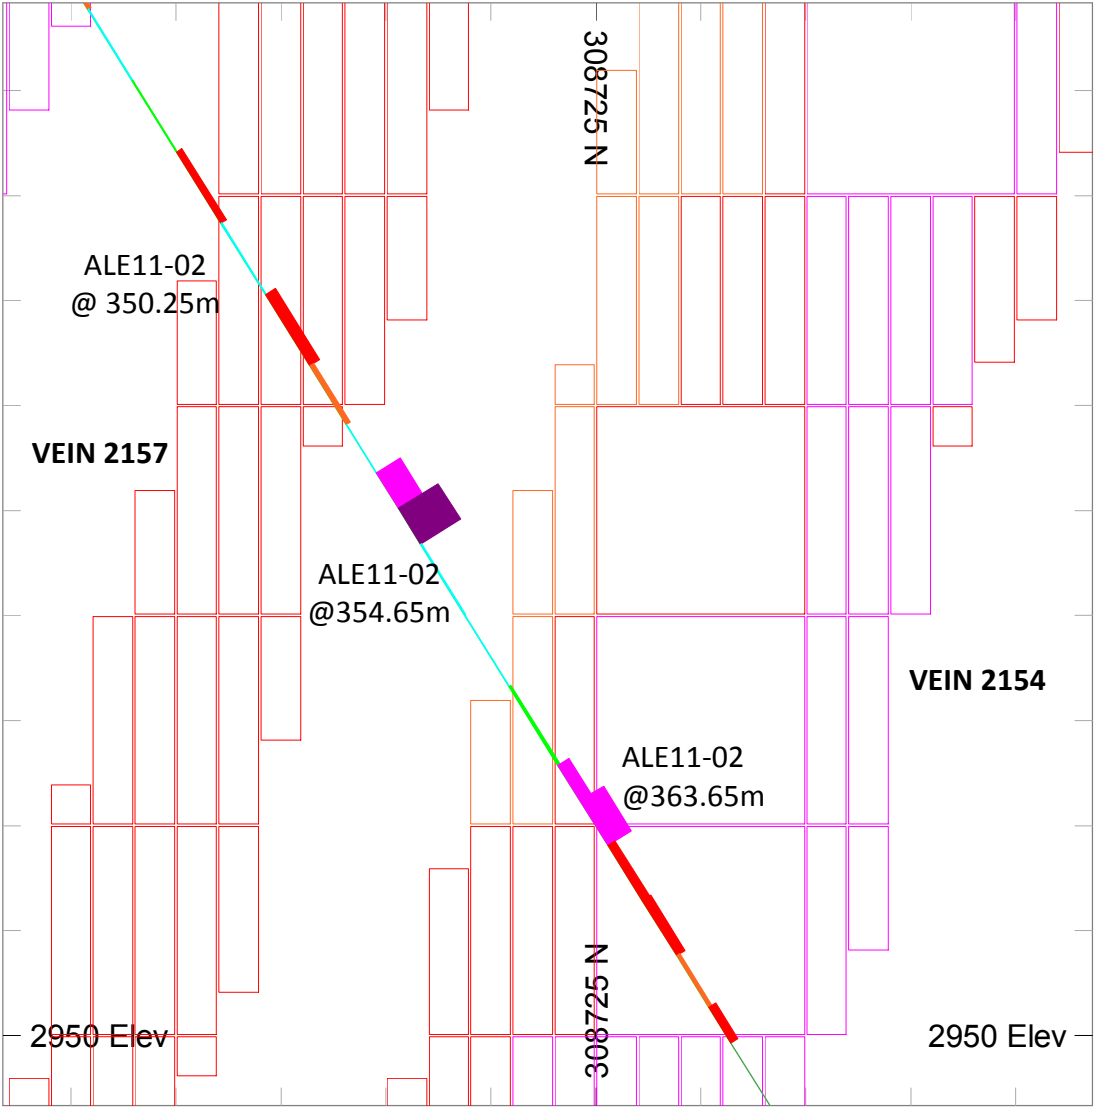 308725 N
ALE11-02
@ 350.25m
VEIN 2157
ALE11-02
@354.65m
VEIN 2154
ALE11-02
@363.65m
308725 N
2950 Elev
2950 Elev